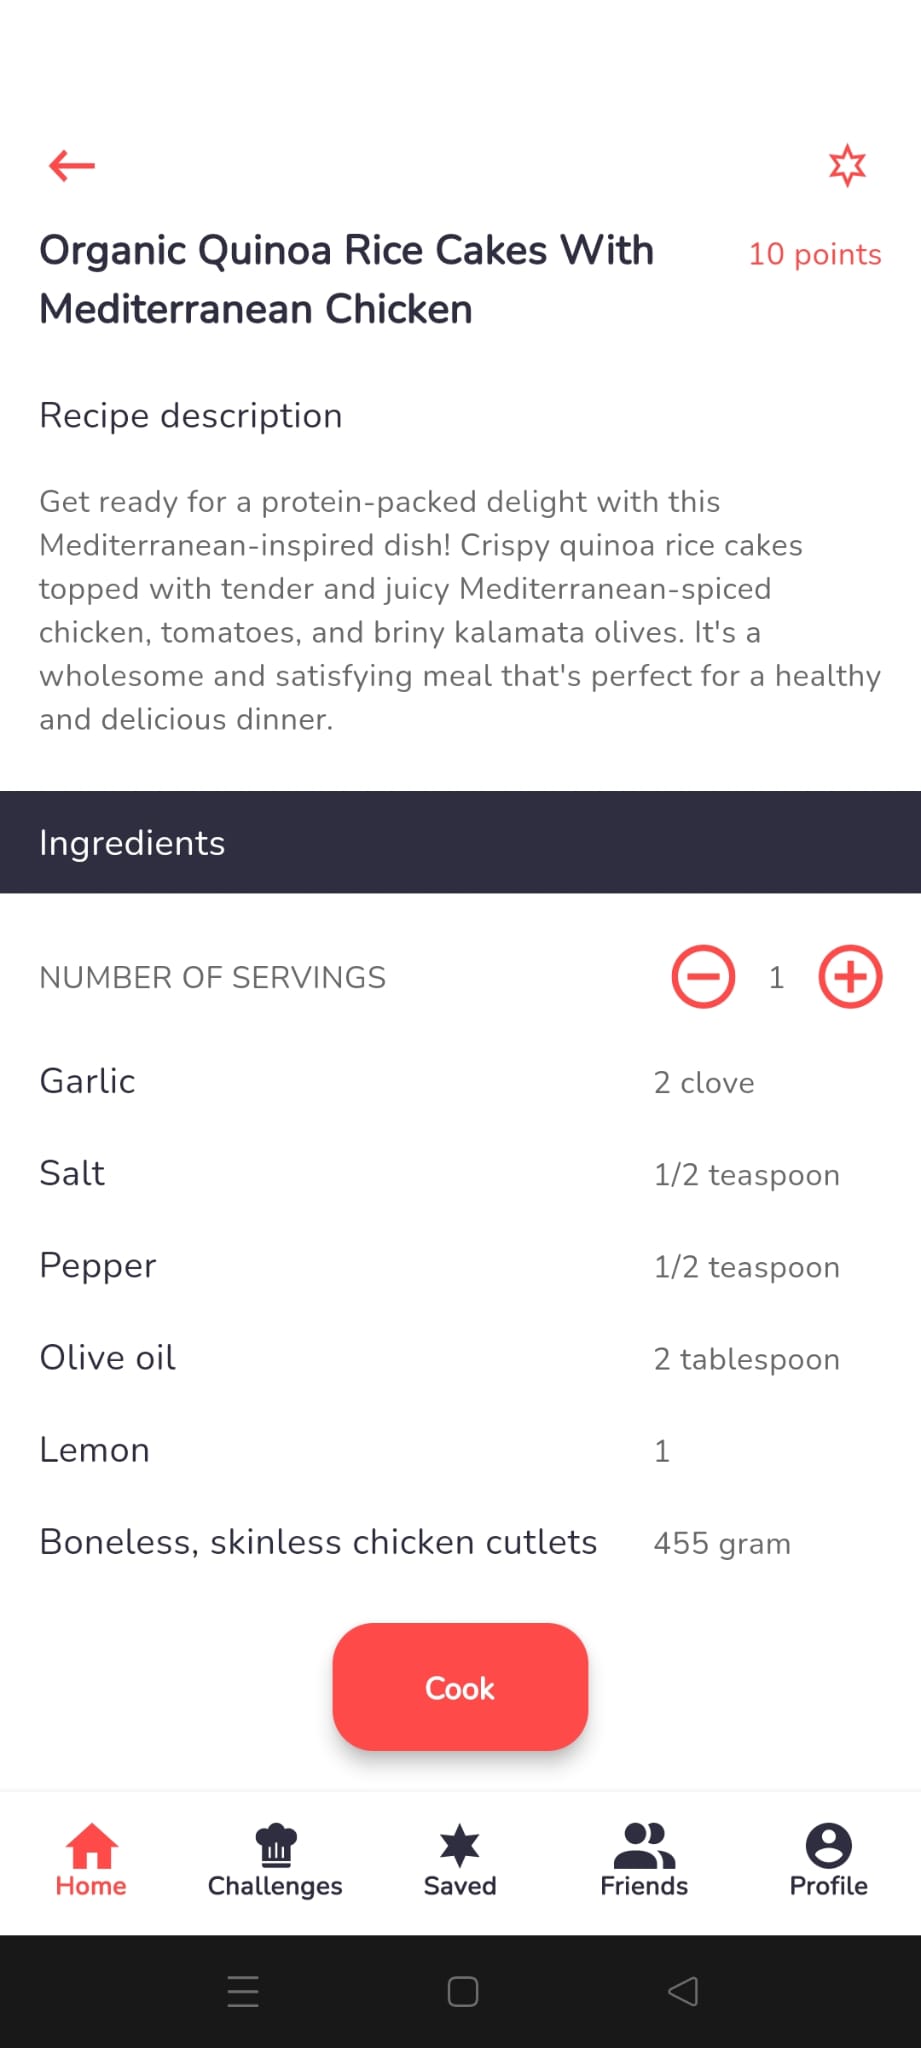 Organic Quinoa Rice Cakes With
Mediterranean Chicken
10 points
Recipe description
Get ready for a protein-packed delight with this
Mediterranean-inspired dish! Crispy quinoa rice cakes
topped with tender and juicy Mediterranean-spiced
chicken, tomatoes, and briny kalamata olives. It's a
wholesome and satisfying meal that's perfect for a healthy
and delicious dinner.
Ingredients
NUMBER OF SERVINGS 1
Garlic 2 clove
Salt 1/2 teaspoon
Pepper 1/2 teaspoon
Olive oil 2 tablespoon
Lemon 1
Boneless, skinless chicken cutlets 455 gram
Cook
Home Challenges Saved Friends Profile